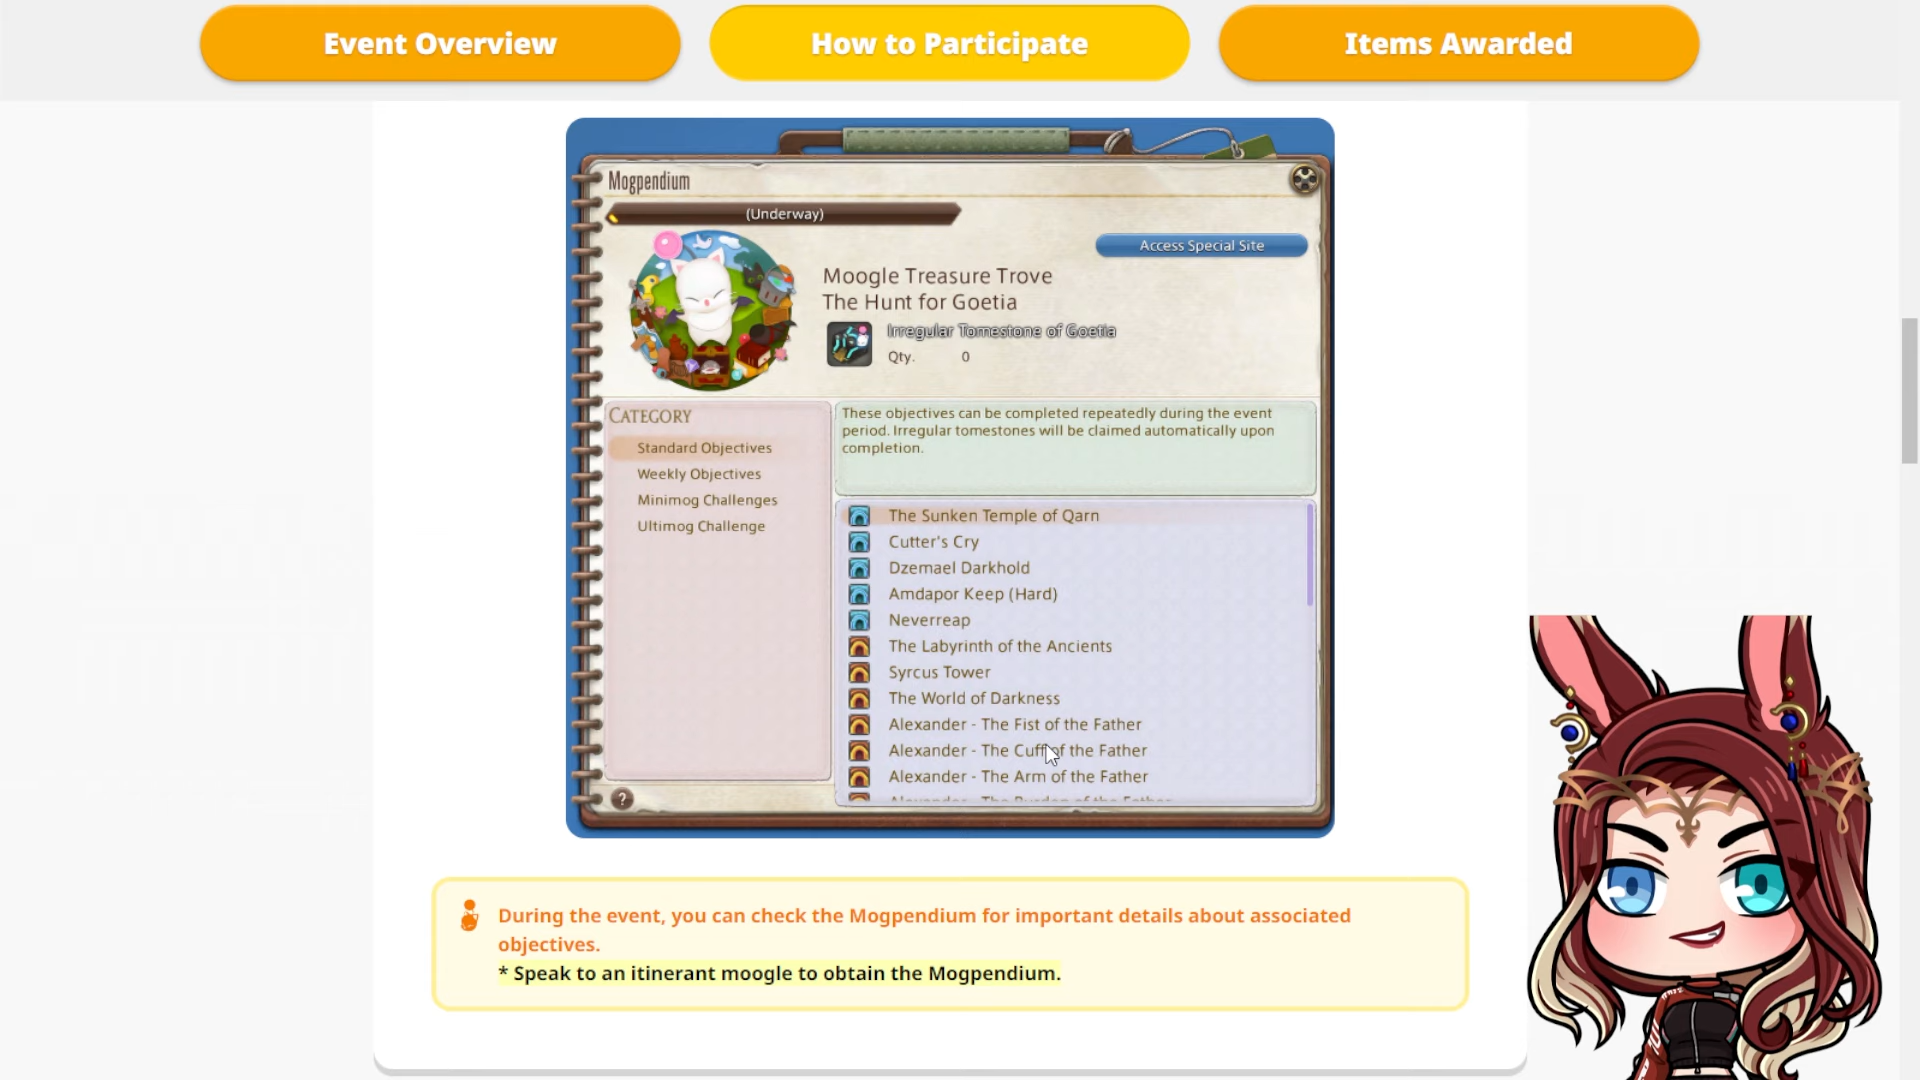 Event Overview
How to Participate
Items Awarded
Mogpendium
(Underway)
Access Special Site
Moogle Treasure Trove
The Hunt for Goetia
Irregular Tomestone of Goetia
Qty. 0
CATEGORY
Standard Objectives
Weekly Objectives
Minimog Challenges
Ultimog Challenge
These objectives can be completed repeatedly during the event
period. Irregular tomestones will be claimed automatically upon
completion.
The Sunken Temple of Qarn
Cutter's Cry
Dzemael Darkhold
Amdapor Keep (Hard)
Neverreap
The Labyrinth of the Ancients
Syrcus Tower
The World of Darkness
Alexander - The Fist of the Father
Alexander - The Cuff of the Father
Alexander - The Arm of the Father
Alexander - The Burden of the Father
?
During the event, you can check the Mogpendium for important details about associated
objectives.
* Speak to an itinerant moogle to obtain the Mogpendium.